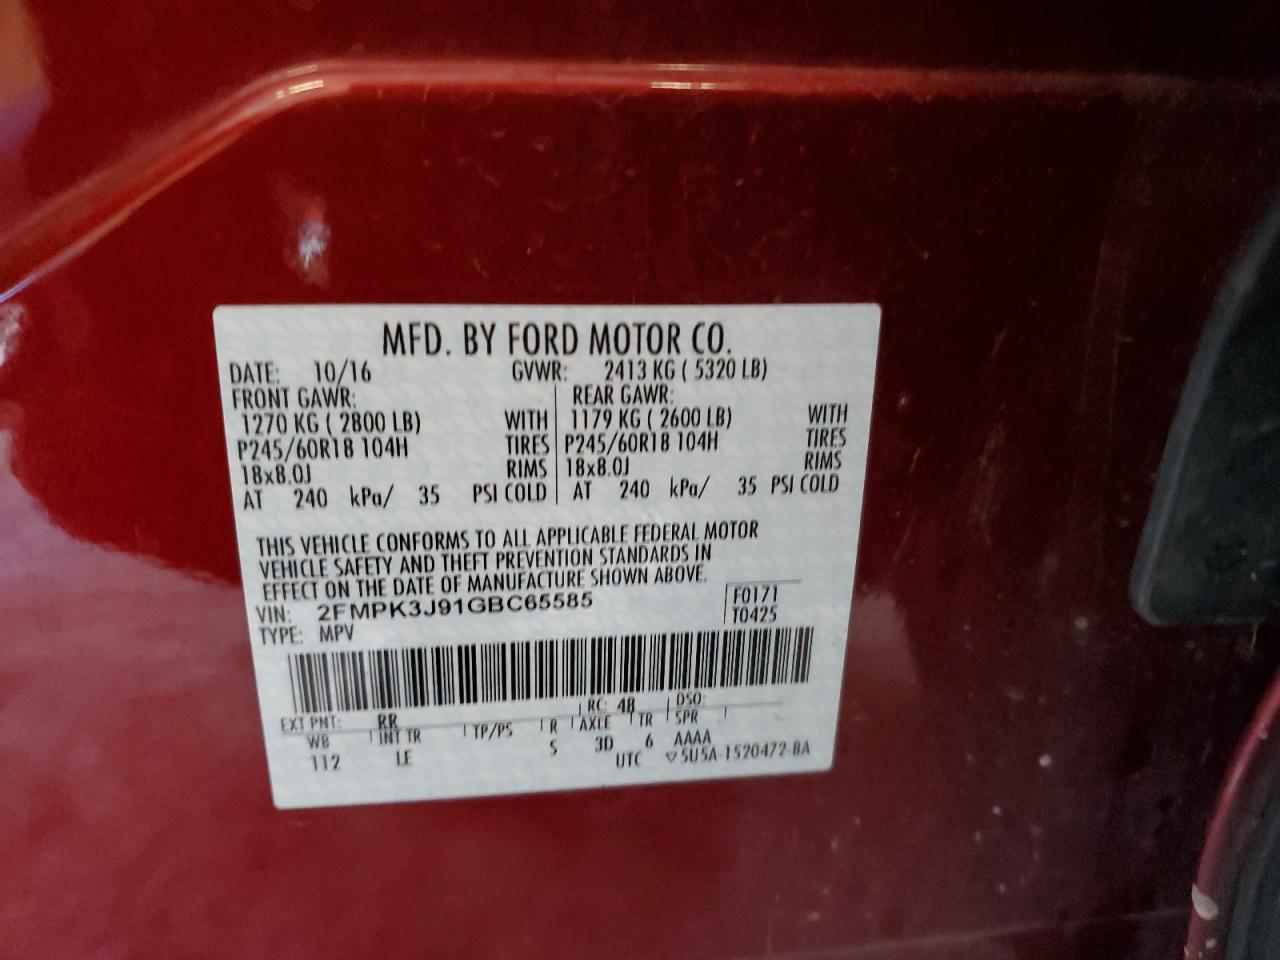 MFD. BY FORD MOTOR CO.
DATE: 10/16 GVWR: 2413 KG ( 5320 LB)
FRONT GAWR: REAR GAWR:
1270 KG ( 2800 LB) WITH 1179 KG ( 2600 LB) WITH
P245/60R18 104H TIRES P245/60R18 104H TIRES
18x8.0J RIMS 18x8.0J RIMS
AT 240 kPa/ 35 PSI COLD AT 240 kPa/ 35 PSI COLD
THIS VEHICLE CONFORMS TO ALL APPLICABLE FEDERAL MOTOR
VEHICLE SAFETY AND THEFT PREVENTION STANDARDS IN
EFFECT ON THE DATE OF MANUFACTURE SHOWN ABOVE.
VIN: 2FMPK3J91GBC65585 F0171
TYPE: MPV T0425
EXT PNT: RR RC: 48 DSO:
WB INT TR TP/PS R AXLE TR SPR
112 LE S 3D 6 AAAA
UTC ▽5U5A-1520472-BA